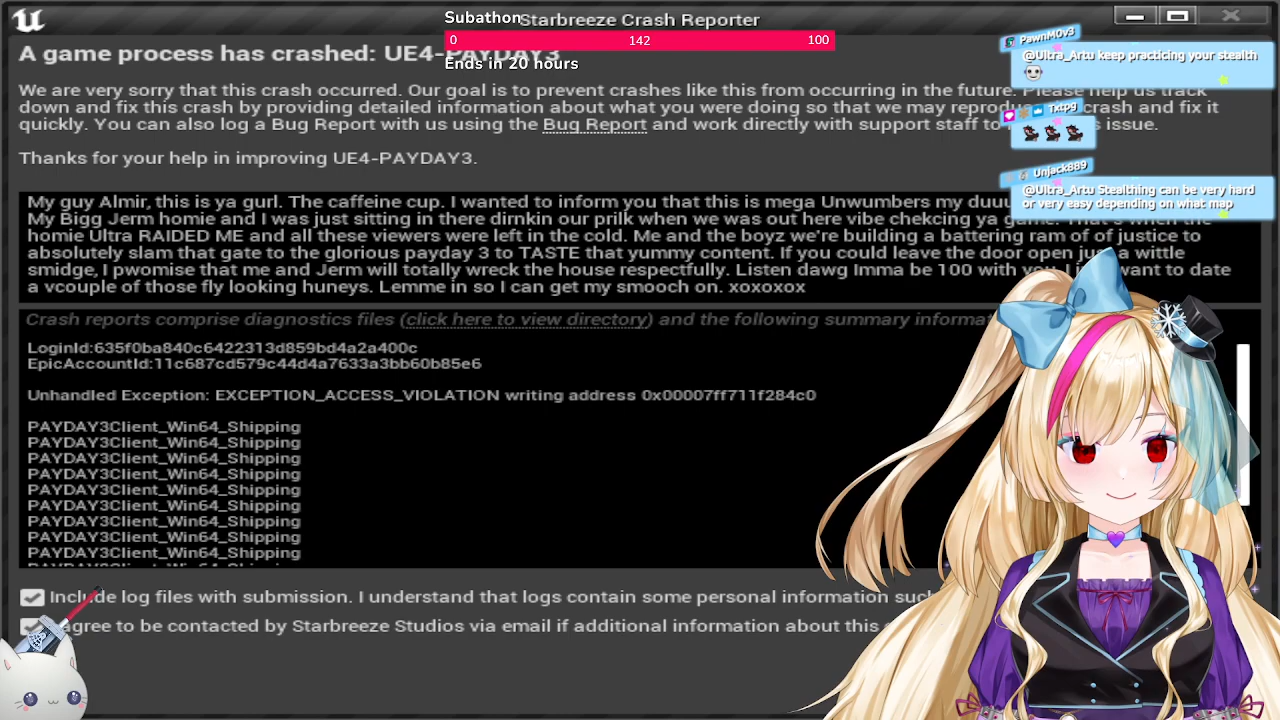 Subathon
Starbreeze Crash Reporter
0 142 100
Ends in 20 hours
A game process has crashed: UE4-PAYDAY3
We are very sorry that this crash occurred. Our goal is to prevent crashes like this from occurring in the future. Please help us track
down and fix this crash by providing detailed information about what you were doing so that we may crash and fix it
quickly. You can also log a Bug Report with us using the Bug Report and work directly with support staff to issue.
Thanks for your help in improving UE4-PAYDAY3.
PawnM0v3
@Ultra_Artu keep practicing your stealth
Txtpg
Unjack889
@Ultra_Artu Stealthing can be very hard
or very easy depending on what map
My guy Almir, this is ya gurl. The caffine cup. I wanted to inform you that this is mega Unwumbers my
My Bigg Jerm homie and I was just sitting in there dirnkin our prilk when we was out here vibe chekcing ya
homie Ultra RAIDED ME and all these viewers were left in the cold. Me and the boyz we're building a battering ram of of justice to
absolutely slam that gate to the glorious payday 3 to TASTE that yummy content. If you could leave the door open just a wittle
smidge, I pwomise that me and Jerm will totally wreck the house respectfully. Listen dawg Imma be 100 with want to date
a vcouple of those fly looking huneys. Lemme in so I can get my smooch on. xoxoxox
Crash reports comprise diagnostics files (click here to view directory) and the following summary
LoginId:635f0ba840c6422313d859bd4a2a400c
EpicAccountId:11c687cd579c44d4a7633a3bb60b85e6
Unhandled Exception: EXCEPTION_ACCESS_VIOLATION writing address 0x00007ff711f284c0
PAYDAY3Client_Win64_Shipping
PAYDAY3Client_Win64_Shipping
PAYDAY3Client_Win64_Shipping
PAYDAY3Client_Win64_Shipping
PAYDAY3Client_Win64_Shipping
PAYDAY3Client_Win64_Shipping
PAYDAY3Client_Win64_Shipping
PAYDAY3Client_Win64_Shipping
PAYDAY3Client_Win64_Shipping
Include log files with submission. I understand that logs contain some personal information
agree to be contacted by Starbreeze Studios via email if additional information about this